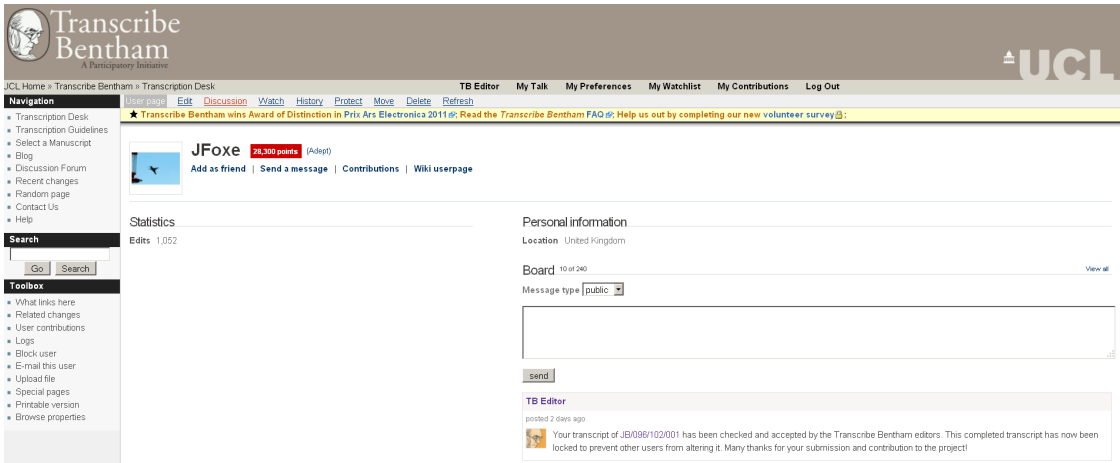 Transcribe
Bentham
A Participatory Initiative
UCL
UCL Home » Transcribe Bentham » Transcription Desk
TB Editor My Talk My Preferences My Watchlist My Contributions Log Out
Navigation
Transcription Desk
Transcription Guidelines
Select a Manuscript
Blog
Discussion Forum
Recent changes
Random page
Contact Us
Help
Search
Go Search
Toolbox
What links here
Related changes
User contributions
Logs
Block user
E-mail this user
Upload file
Special pages
Printable version
Browse properties
User page Edit Discussion Watch History Protect Move Delete Refresh
★ Transcribe Bentham wins Award of Distinction in Prix Ars Electronica 2011; Read the Transcribe Bentham FAQ; Help us out by completing our new volunteer survey:
JFoxe 28,300 points (Adept)
Add as friend | Send a message | Contributions | Wiki userpage
Statistics
Edits 1,052
Personal information
Location United Kingdom
Board 10 of 240 View all
Message type public
send
TB Editor
posted 2 days ago
Your transcript of JB/096/102/001 has been checked and accepted by the Transcribe Bentham editors. This completed transcript has now been
locked to prevent other users from altering it. Many thanks for your submission and contribution to the project!